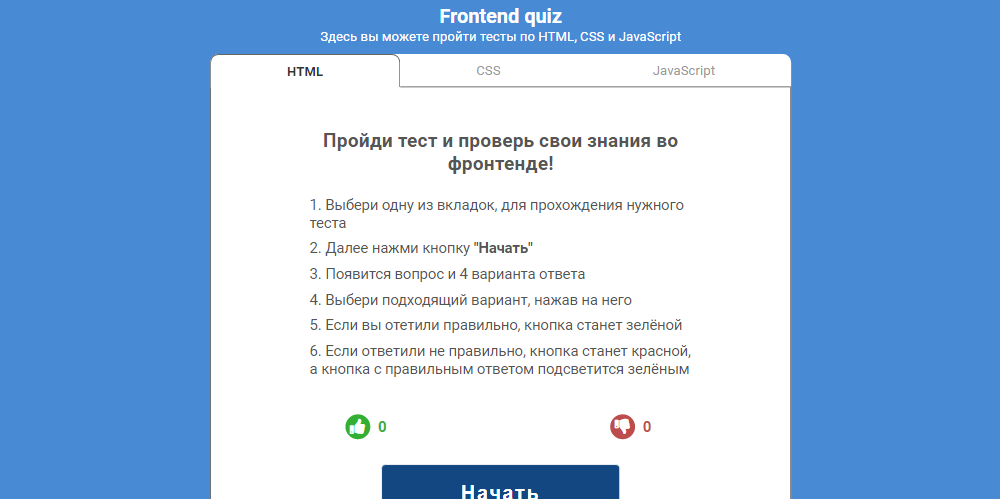 Frontend quiz
Здесь вы можете пройти тесты по HTML, CSS и JavaScript
HTML
CSS
JavaScript
Пройди тест и проверь свои знания во
фронтенде!
1. Выбери одну из вкладок, для прохождения нужного
теста
2. Далее нажми кнопку "Начать"
3. Появится вопрос и 4 варианта ответа
4. Выбери подходящий вариант, нажав на него
5. Если вы отетили правильно, кнопка станет зелёной
6. Если ответили не правильно, кнопка станет красной,
а кнопка с правильным ответом подсветится зелёным
0
0
Начать